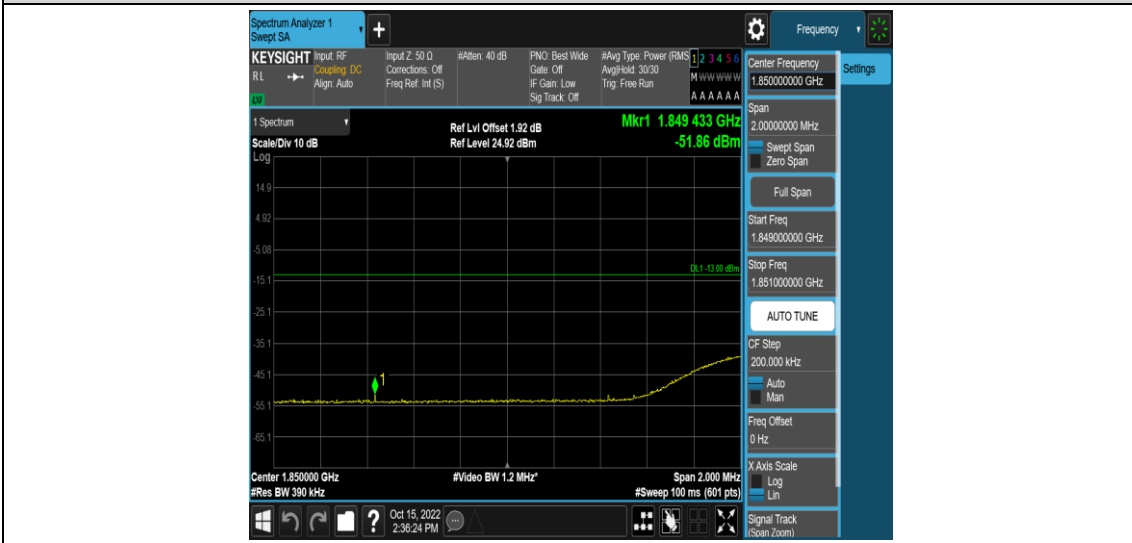 Spectrum Analyzer 1
Swept SA
+
Frequency
KEYSIGHT
RL
LXI
Input: RF
Coupling: DC
Align: Auto
Input Z: 50 Ω
Corrections: Off
Freq Ref: Int (S)
#Atten: 40 dB
PNO: Best Wide
Gate: Off
IF Gain: Low
Sig Track: Off
#Avg Type: Power (RMS
Avg|Hold: 30/30
Trig: Free Run
1 2 3 4 5 6
M W W W W W
A A A A A A
1 Spectrum
Scale/Div 10 dB
Log
Ref Lvl Offset 1.92 dB
Ref Level 24.92 dBm
Mkr1 1.849 433 GHz
-51.86 dBm
14.9
4.92
-5.08
DL1 -13.00 dBm
-15.1
-25.1
-35.1
-45.1
1
-55.1
-65.1
Center 1.850000 GHz
#Res BW 390 kHz
#Video BW 1.2 MHz*
Span 2.000 MHz
#Sweep 100 ms (601 pts)
?
Oct 15, 2022
2:36:24 PM
Center Frequency
1.850000000 GHz
Settings
Span
2.00000000 MHz
Swept Span
Zero Span
Full Span
Start Freq
1.849000000 GHz
Stop Freq
1.851000000 GHz
AUTO TUNE
CF Step
200.000 kHz
Auto
Man
Freq Offset
0 Hz
X Axis Scale
Log
Lin
Signal Track
(Span Zoom)